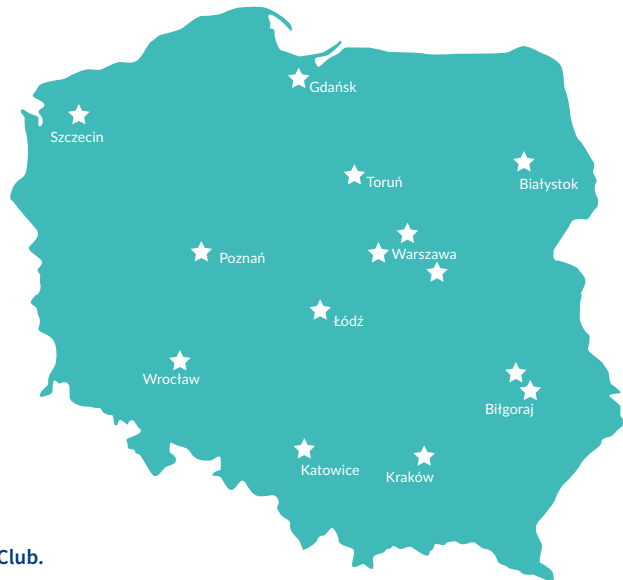 Gdańsk
Szczecin
Toruń
Białystok
Warszawa
Poznań
Łódź
Wrocław
Biłgoraj
Katowice
Kraków
Club.